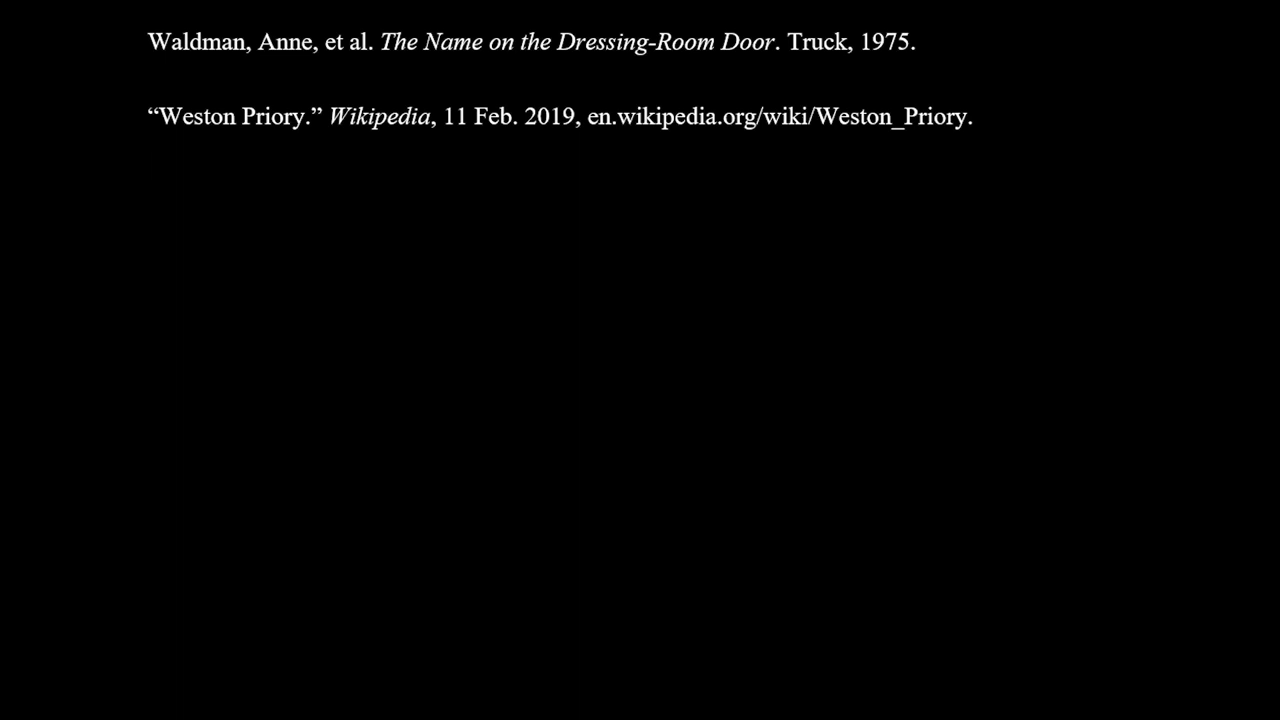 Waldman, Anne, et al. The Name on the Dressing-Room Door. Truck, 1975.
“Weston Priory.” Wikipedia, 11 Feb. 2019, en.wikipedia.org/wiki/Weston_Priory.